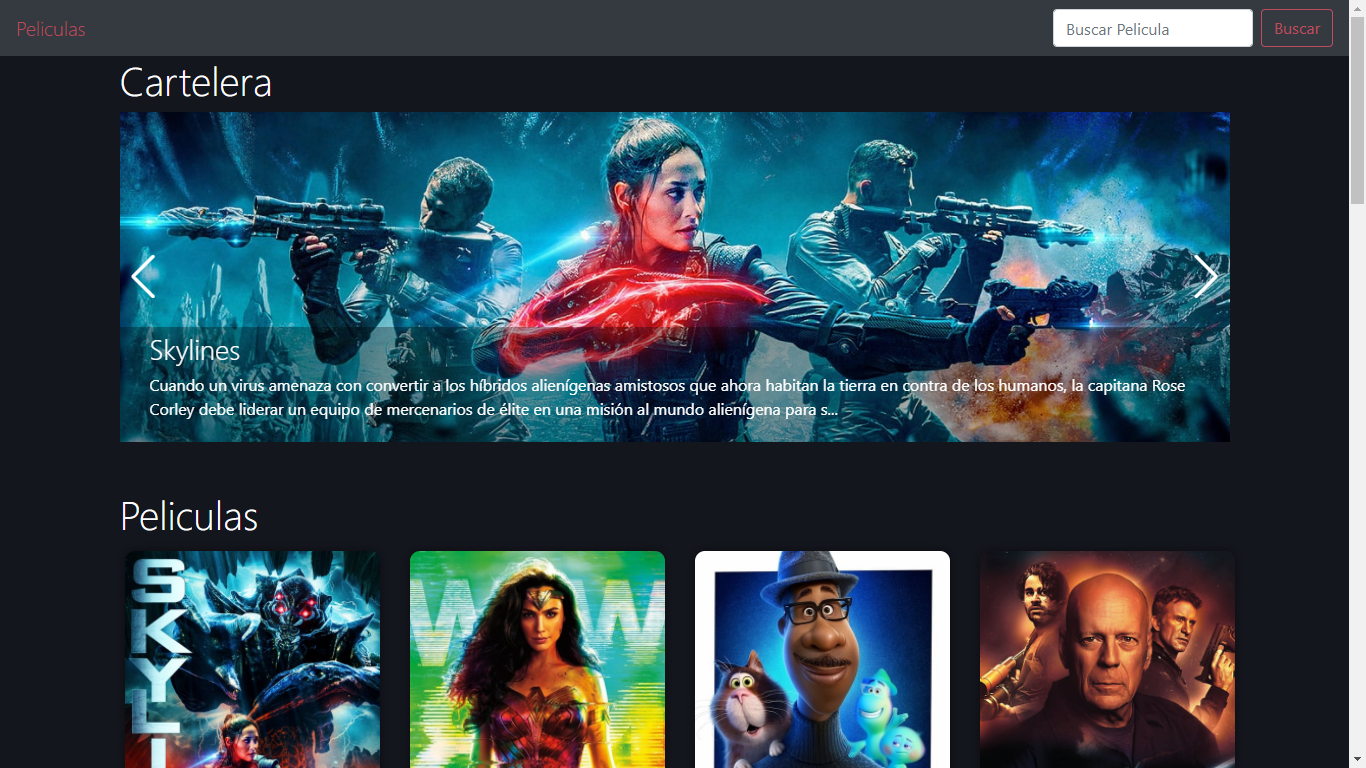 Peliculas
Buscar Pelicula
Buscar
Cartelera
Skylines
Cuando un virus amenaza con convertir a los híbridos alienígenas amistosos que ahora habitan la tierra en contra de los humanos, la capitana Rose
Corley debe liderar un equipo de mercenarios de élite en una misión al mundo alienígena para s...
Peliculas
SKYLI
WW